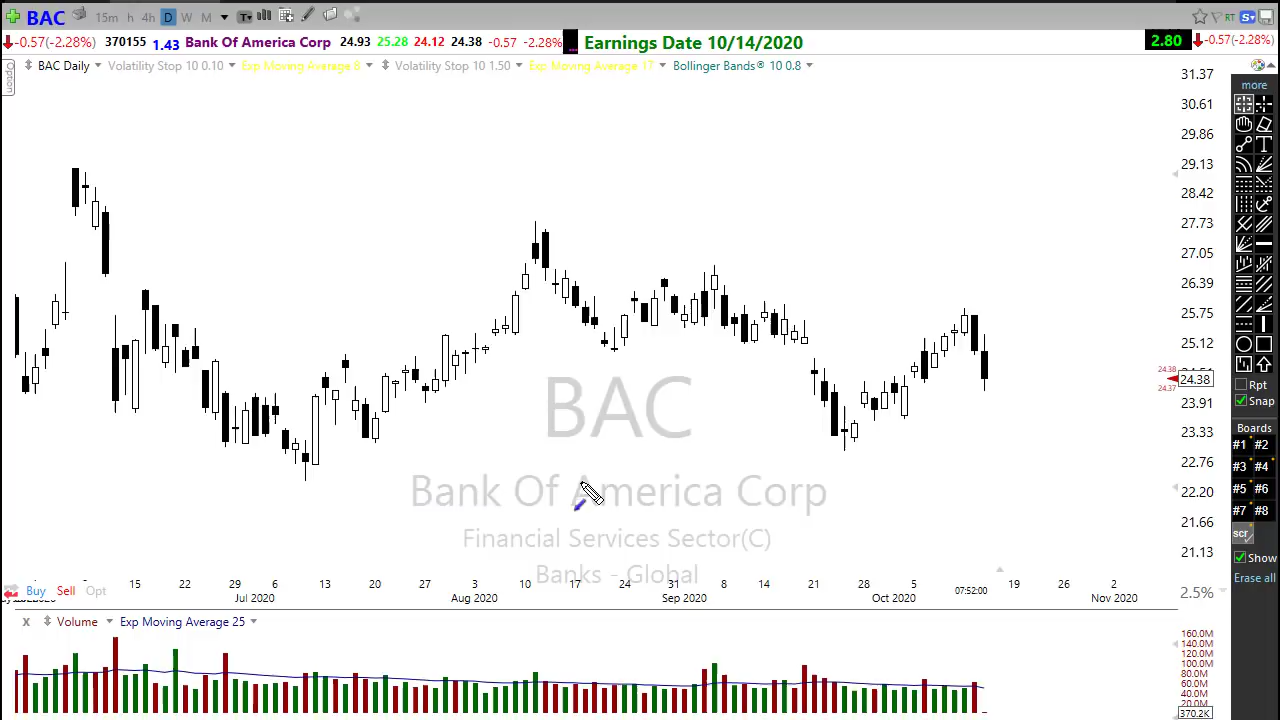 BAC 15m h 4h D W M T
-0.57(-2.28%) 370155 1.43 Bank Of America Corp 24.93 25.28 24.12 24.38 -0.57 -2.28% Earnings Date 10/14/2020 2.80 -0.57(-2.28%)
BAC Daily Volatility Stop 10 0.10 Exp Moving Average 8 Volatility Stop 10 1.50 Exp Moving Average 17 Bollinger Bands® 10 0.8
Option
RT
S
more
31.37
30.61
29.86
29.13
28.42
27.73
27.05
26.39
25.75
25.12
24.38
24.38
24.37
23.91
23.33
22.76
22.20
21.66
21.13
BAC
Bank Of America Corp
Financial Services Sector(C)
Banks - Global
Rpt
Snap
Boards
#1 #2
#3 #4
#5 #6
#7 #8
scr
Show
Erase all
15 22 29 6 13 20 27 3 10 17 24 31 8 14 21 28 5 07:52:00 19 26 2
Jul 2020 Aug 2020 Sep 2020 Oct 2020 Nov 2020
Buy Sell Opt
2.5%
X Volume Exp Moving Average 25
160.0M
140.0M
120.0M
100.0M
80.0M
60.0M
40.0M
20.0M
370.2K